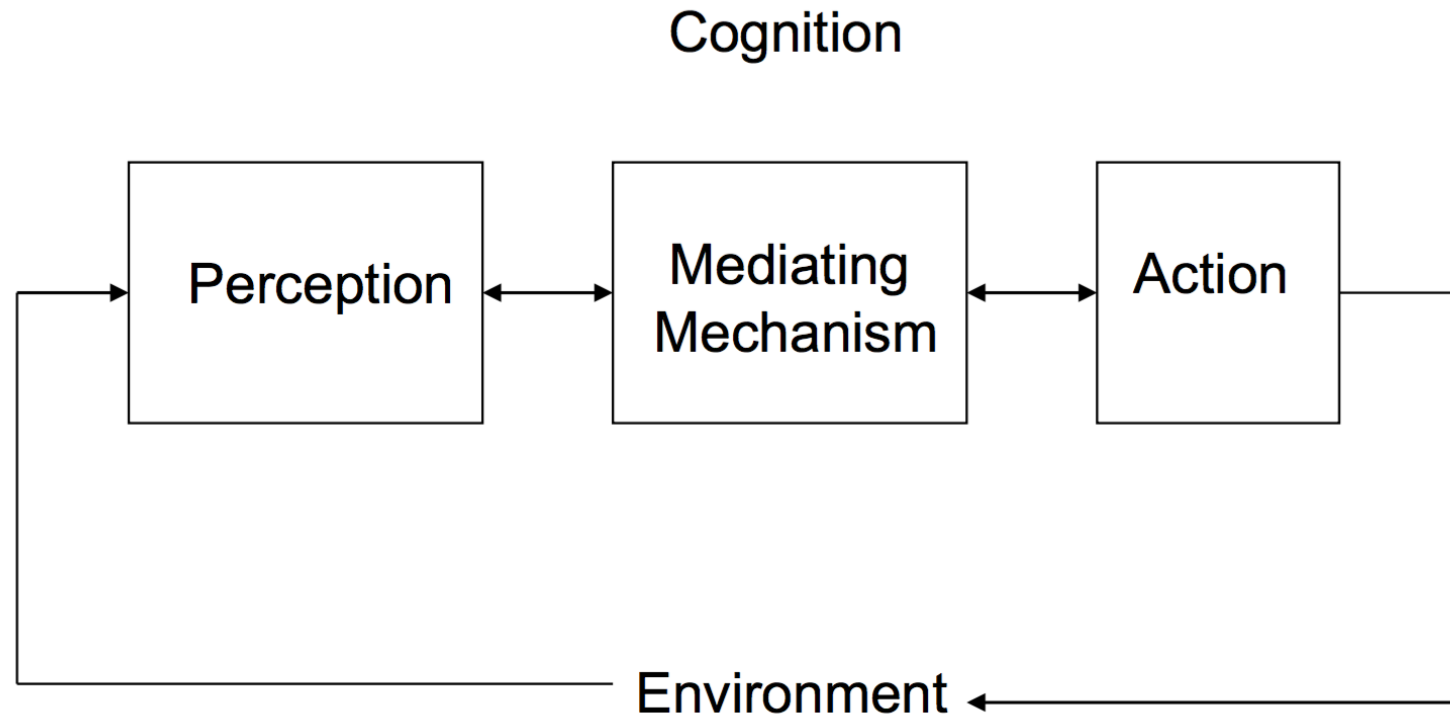 Cognition
Perception
Mediating
Mechanism
Action
Environment